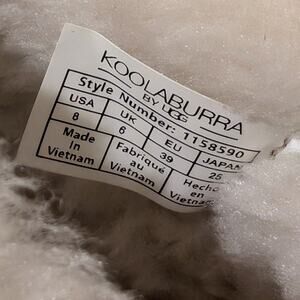 KOOLABURRA
BY UGG
Style Number: 1158590
USA UK EU JAPAN
8 6 39 25
Made in Vietnam Fabriqué au Vietnam Hecho en Vietnam